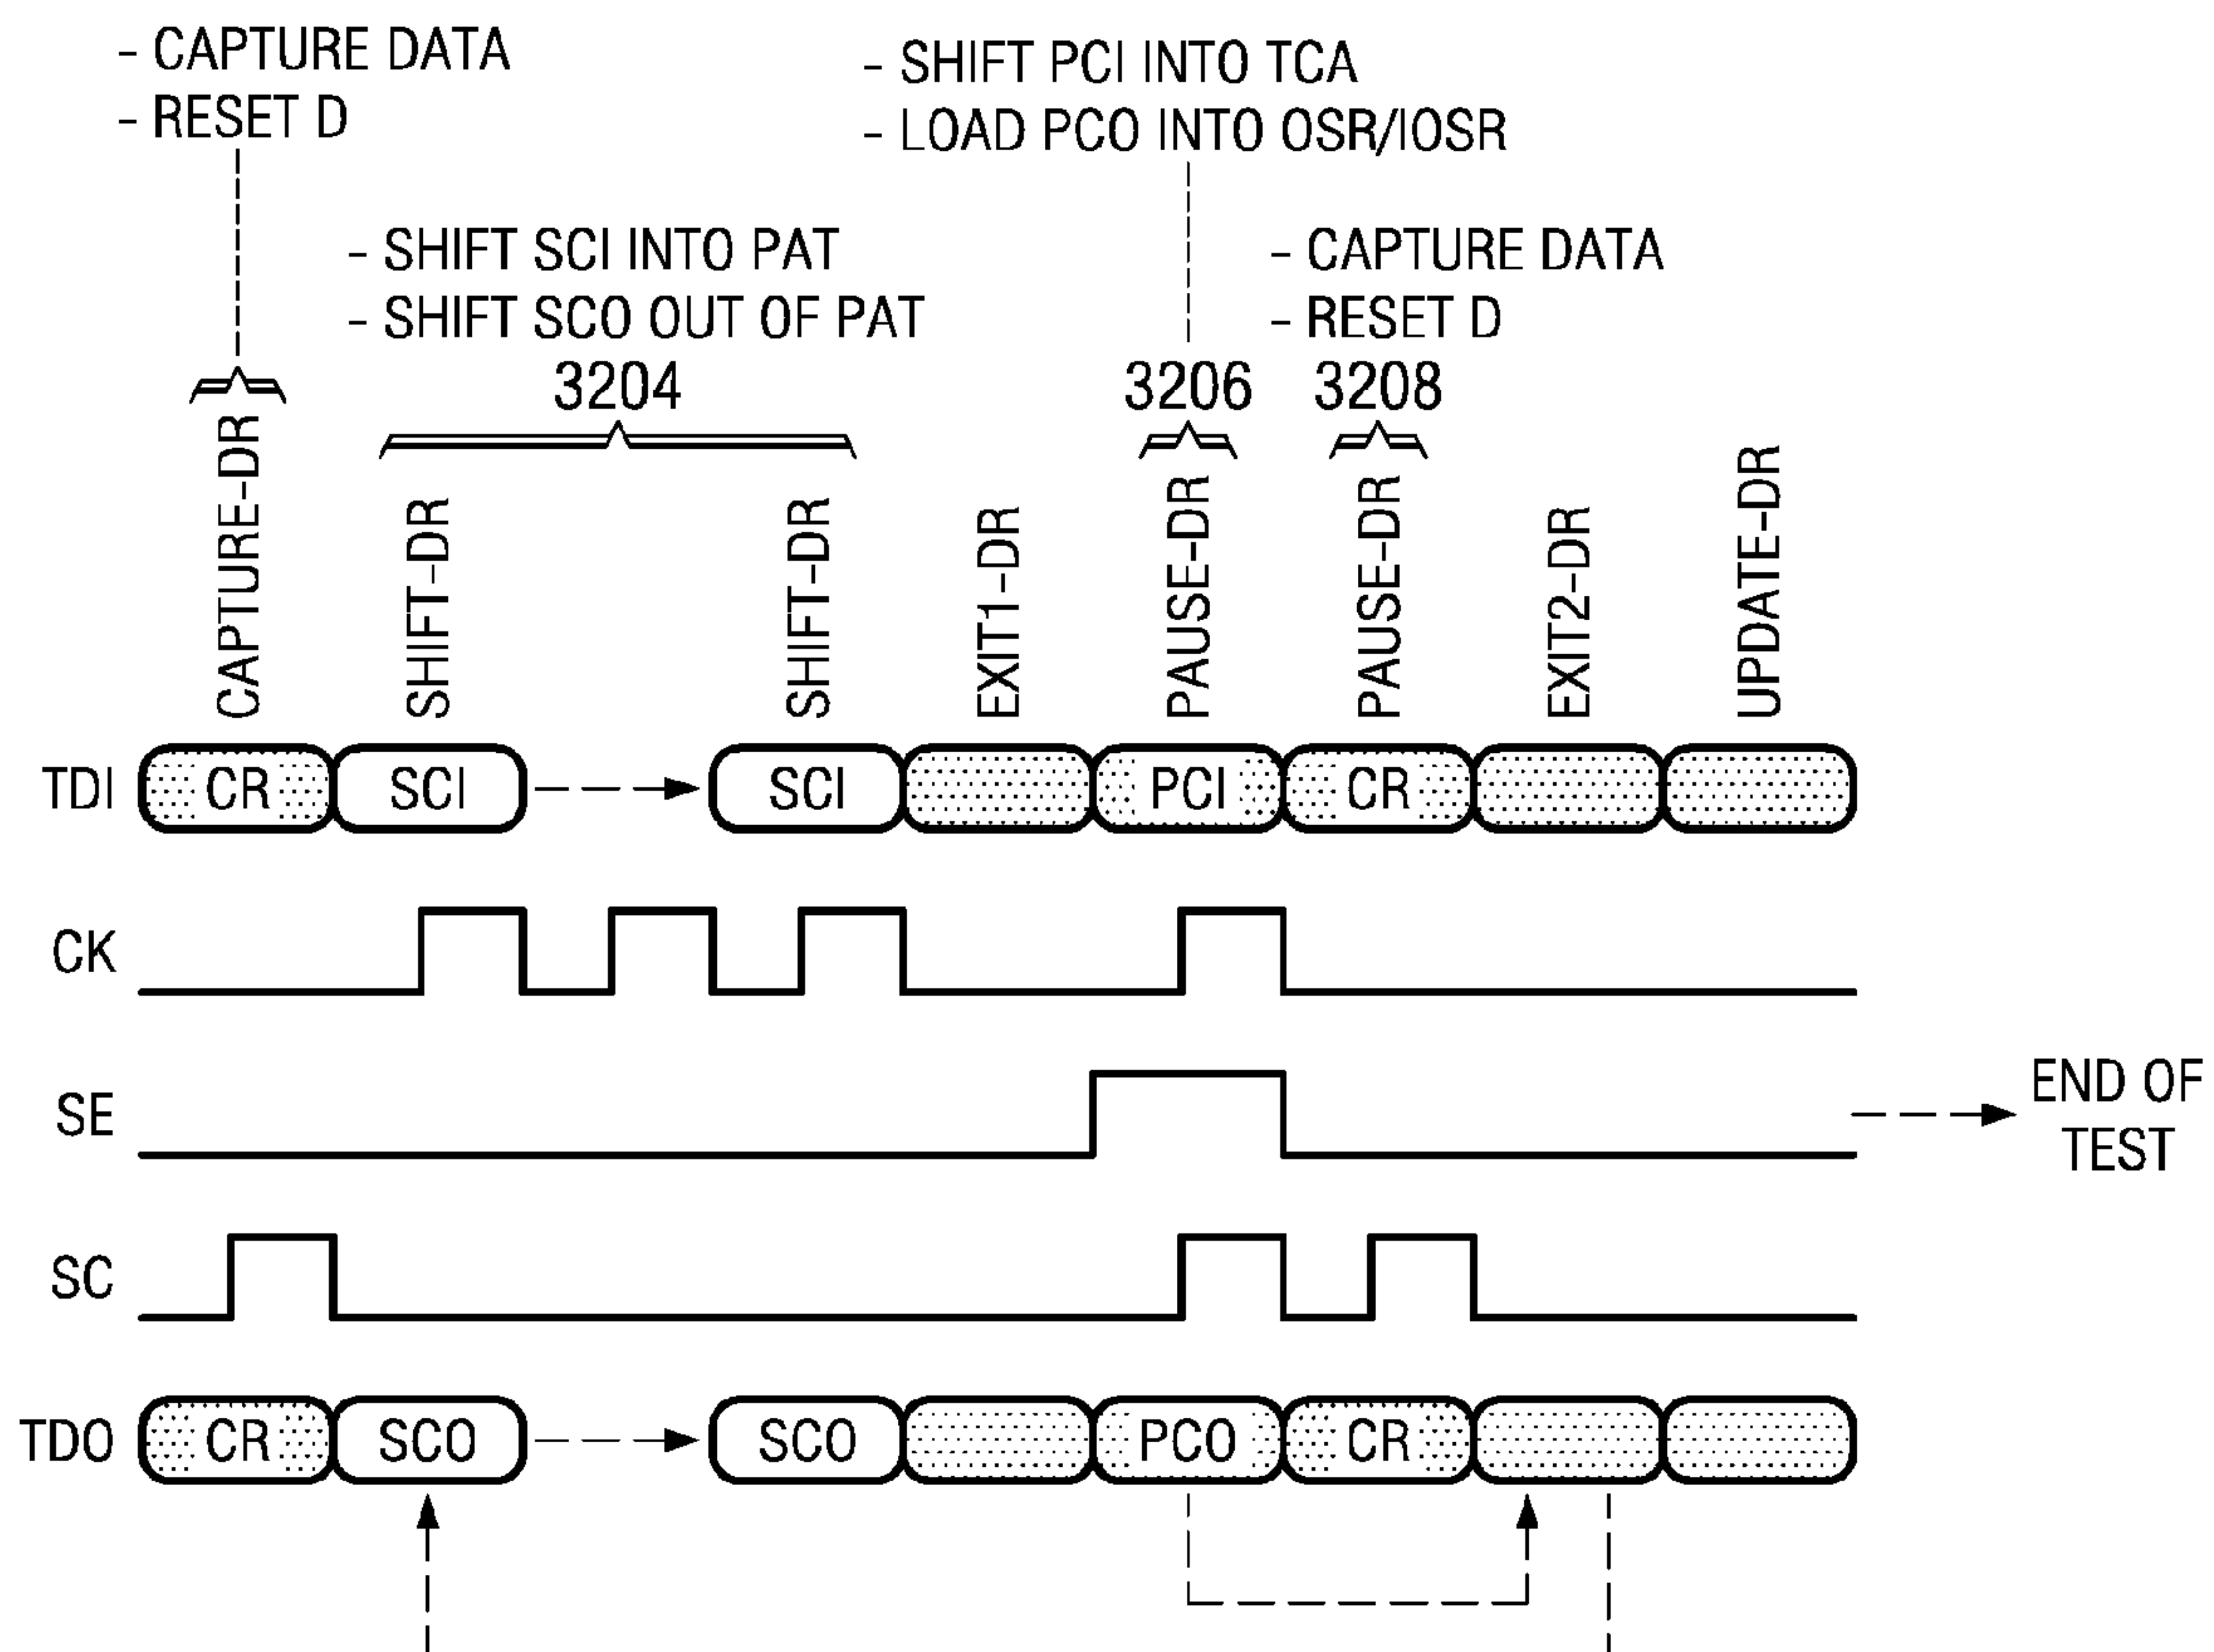 - CAPTURE DATA
- RESET D
- SHIFT PCI INTO TCA
- LOAD PCO INTO OSR/IOSR
- SHIFT SCI INTO PAT
- SHIFT SCO OUT OF PAT
- CAPTURE DATA
- RESET D
3204
3206
3208
CAPTURE-DR
SHIFT-DR
SHIFT-DR
EXIT1-DR
PAUSE-DR
PAUSE-DR
EXIT2-DR
UPDATE-DR
TDI CR SCI SCI PCI CR
CK
SE
END OF
TEST
SC
TDO CR SCO SCO PCO CR